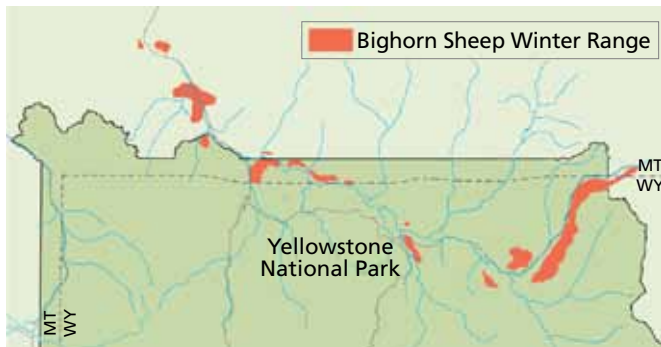 Bighorn Sheep Winter Range
MT
WY
Yellowstone
National Park
MT
WY